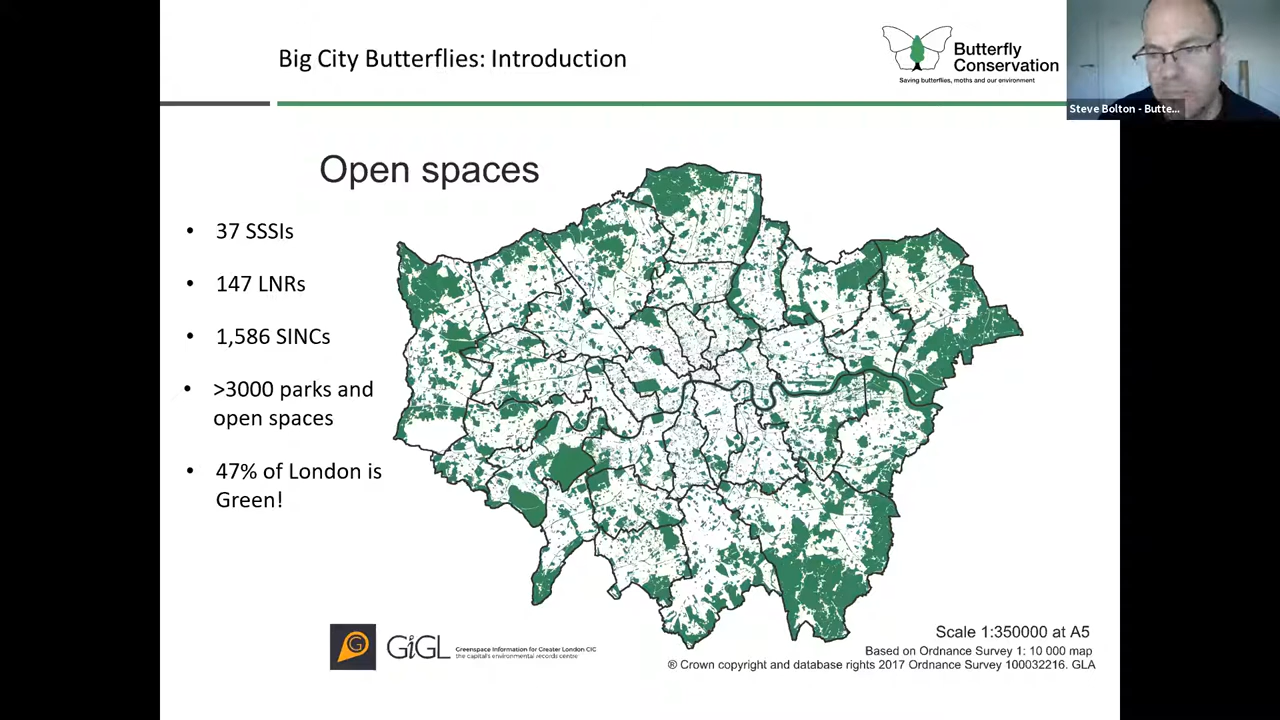 Big City Butterflies: Introduction
Butterfly
Conservation
Saving butterflies, moths and our environment
Steve Bolton - Butte...
Open spaces
• 37 SSSIs
• 147 LNRs
• 1,586 SINCs
• >3000 parks and
open spaces
• 47% of London is
Green!
G
GiGL
Greenspace Information for Greater London CIC
the capital's environmental records centre
Scale 1:350000 at A5
Based on Ordnance Survey 1: 10 000 map
® Crown copyright and database rights 2017 Ordnance Survey 100032216. GLA